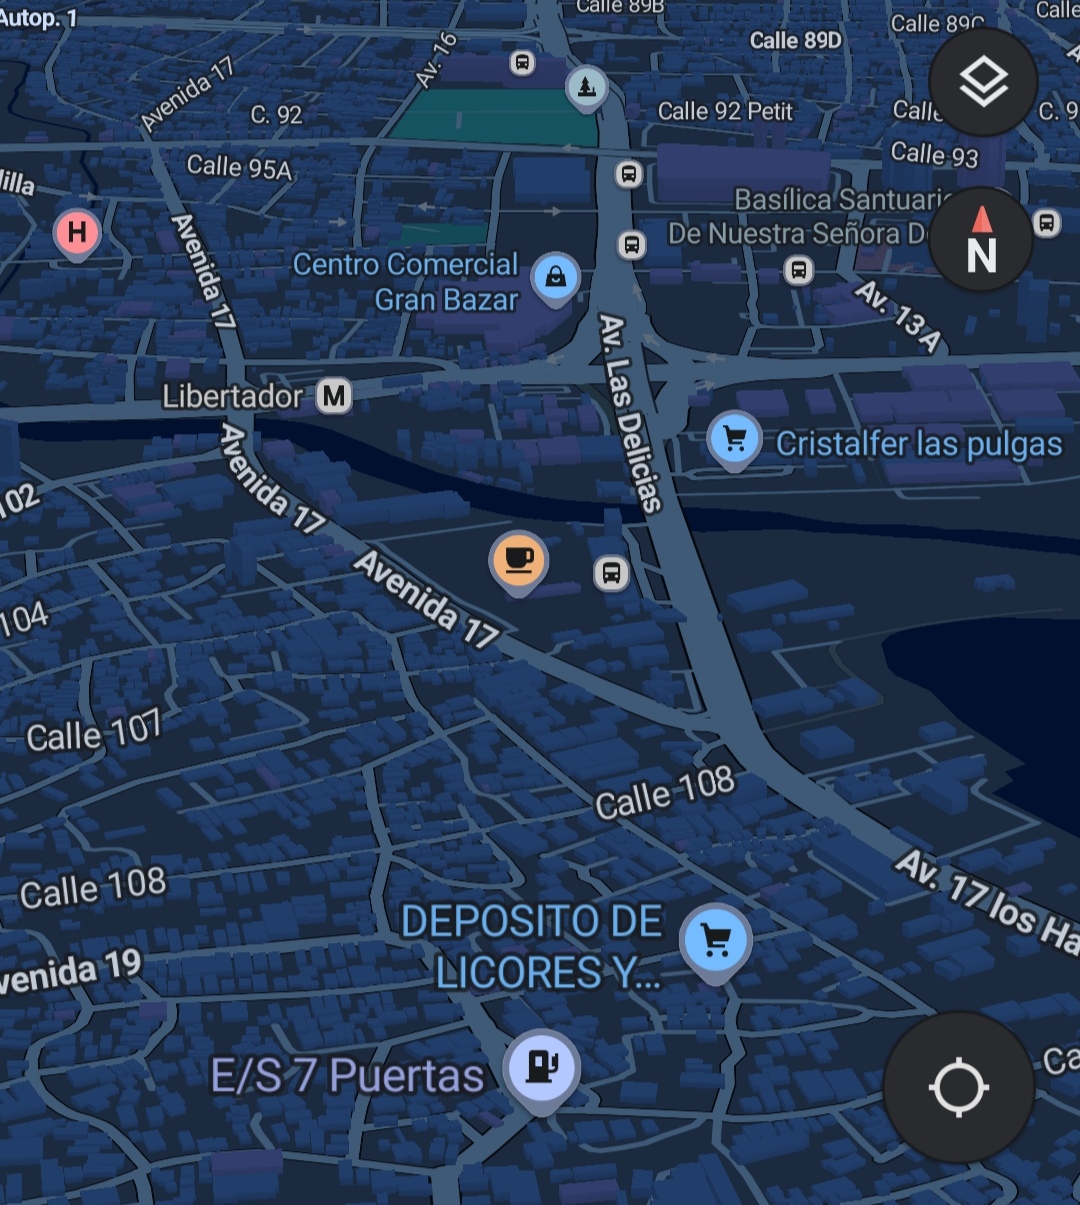 Calle 89B
Autop. 1
Calle 89C
Calle
Calle 89D
Av. 16
Avenida 17
C. 92
Calle 92 Petit
Calle
C. 9
Calle 95A
Calle 93
illa
Basílica Santuario
De Nuestra Señora D
H
Avenida 17
Centro Comercial
Gran Bazar
N
Av. 13 A
Av. Las Delicias
Libertador M
Cristalfer las pulgas
Avenida 17
102
Avenida 17
104
Calle 107
Calle 108
Calle 108
Av. 17 los Ha
DEPOSITO DE
LICORES Y...
venida 19
E/S 7 Puertas
Ca